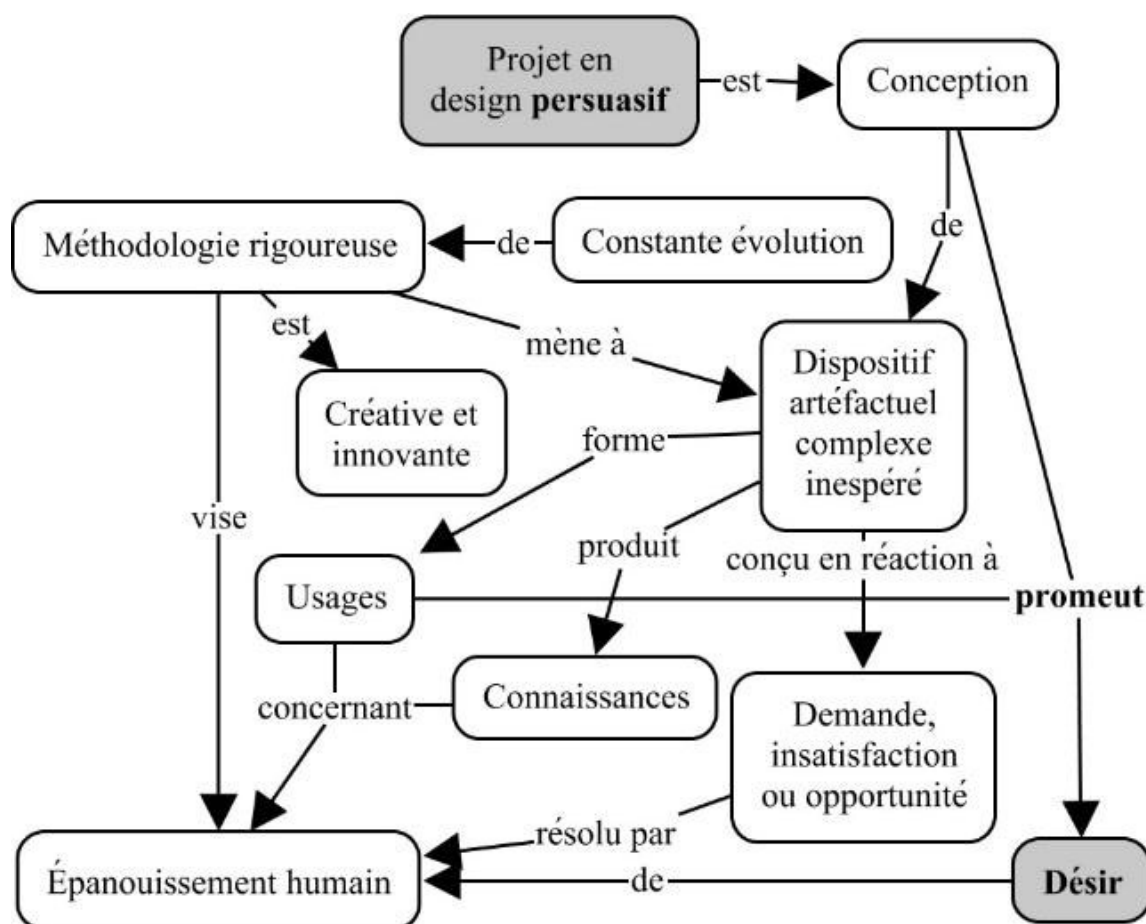 Projet en
design persuasif
est
Conception
Méthodologie rigoureuse
de
Constante évolution
de
est
mène à
Dispositif
artéfactuel
complexe
inespéré
Créative et
innovante
forme
vise
produit
conçu en réaction à
Usages
promeut
concernant
Connaissances
Demande,
insatisfaction
ou opportunité
résolu par
Épanouissement humain
de
Désir